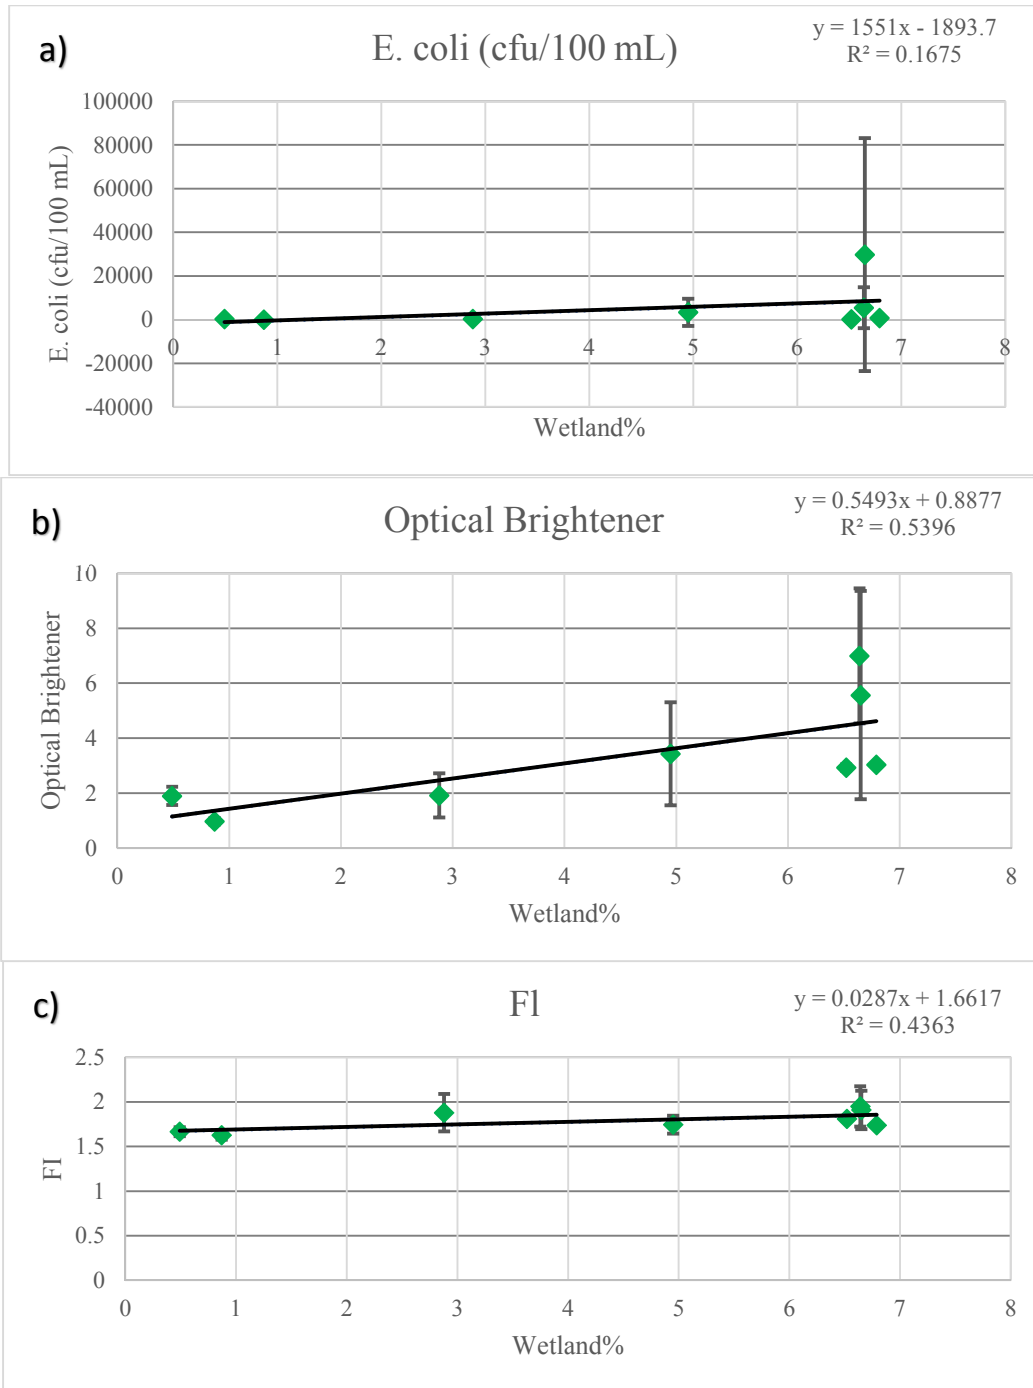 a)
E. coli (cfu/100 mL)
y = 1551x - 1893.7
R² = 0.1675
E. coli (cfu/100 mL)
100000
80000
60000
40000
20000
0
-20000
-40000
0 1 2 3 4 5 6 7 8
Wetland%
b)
Optical Brightener
y = 0.5493x + 0.8877
R² = 0.5396
Optical Brightener
10
8
6
4
2
0
0 1 2 3 4 5 6 7 8
Wetland%
c)
FI
y = 0.0287x + 1.6617
R² = 0.4363
FI
2.5
2
1.5
1
0.5
0
0 1 2 3 4 5 6 7 8
Wetland%